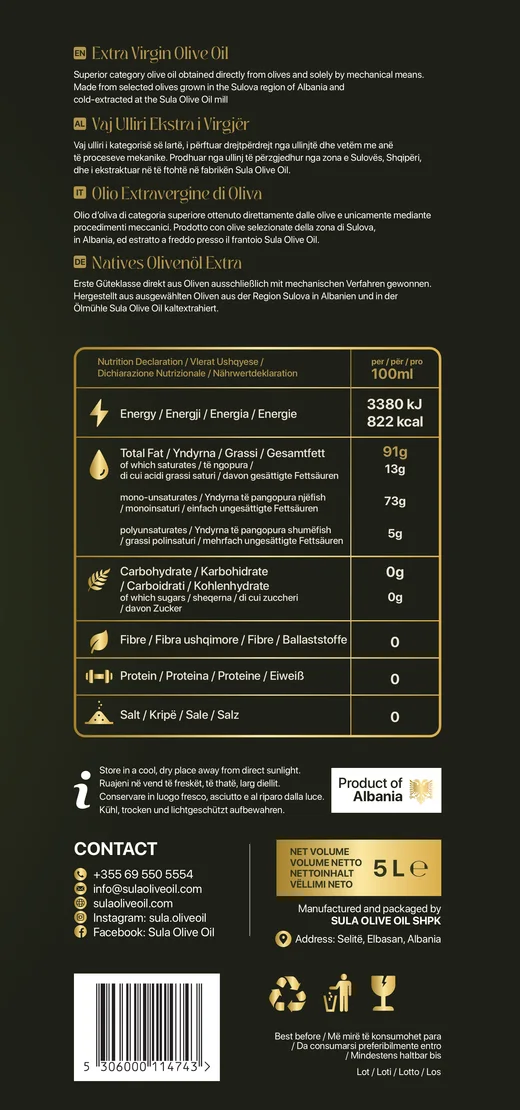 EN Extra Virgin Olive Oil
Superior category olive oil obtained directly from olives and solely by mechanical means.
Made from selected olives grown in the Sulova region of Albania and
cold-extracted at the Sula Olive Oil mill
AL Vaj Ulliri Ekstra i Virgjër
Vaj ulliri i kategorisë së lartë, i përftuar drejtpërdrejt nga ullinjtë dhe vetëm me anë
të proceseve mekanike. Prodhuar nga ullinj të përzgjedhur nga zona e Sulovës, Shqipëri,
dhe i ekstraktuar në të ftohtë në fabrikën Sula Olive Oil.
IT Olio Extravergine di Oliva
Olio d'oliva di categoria superiore ottenuto direttamente dalle olive e unicamente mediante
procedimenti meccanici. Prodotto con olive selezionate della zona di Sulova,
in Albania, ed estratto a freddo presso il frantoio Sula Olive Oil.
DE Natives Olivenöl Extra
Erste Güteklasse direkt aus Oliven ausschließlich mit mechanischen Verfahren gewonnen.
Hergestellt aus ausgewählten Oliven aus der Region Sulova in Albanien und in der
Ölmühle Sula Olive Oil kaltextrahiert.
Nutrition Declaration / Vlerat Ushqyese /
Dichiarazione Nutrizionale / Nährwertdeklaration
per / për / pro
100ml
Energy / Energji / Energia / Energie
3380 kJ
822 kcal
Total Fat / Yndyrna / Grassi / Gesamtfett
91g
of which saturates / të ngopura /
di cui acidi grassi saturi / davon gesättigte Fettsäuren
13g
mono-unsaturates / Yndyrna të pangopura njëfish
/ monoinsaturi / einfach ungesättigte Fettsäuren
73g
polyunsaturates / Yndyrna të pangopura shumëfish
/ grassi polinsaturi / mehrfach ungesättigte Fettsäuren
5g
Carbohydrate / Karbohidrate
/ Carboidrati / Kohlenhydrate
0g
of which sugars / sheqerna / di cui zuccheri
/ davon Zucker
0g
Fibre / Fibra ushqimore / Fibre / Ballaststoffe
0
Protein / Proteina / Proteine / Eiweiß
0
Salt / Kripë / Sale / Salz
0
Store in a cool, dry place away from direct sunlight.
Ruajeni në vend të freskët, të thatë, larg diellit.
Conservare in luogo fresco, asciutto e al riparo dalla luce.
Kühl, trocken und lichtgeschützt aufbewahren.
Product of
Albania
CONTACT
+355 69 550 5554
info@sulaoliveoil.com
sulaoliveoil.com
Instagram: sula.oliveoil
Facebook: Sula Olive Oil
NET VOLUME
VOLUME NETTO
NETTOINHALT
VËLLIMI NETO
5 L ℮
Manufactured and packaged by
SULA OLIVE OIL SHPK
Address: Selitë, Elbasan, Albania
5 306000 114743 >
Best before / Më mirë të konsumohet para
/ Da consumarsi preferibilmente entro
/ Mindestens haltbar bis
Lot / Loti / Lotto / Los